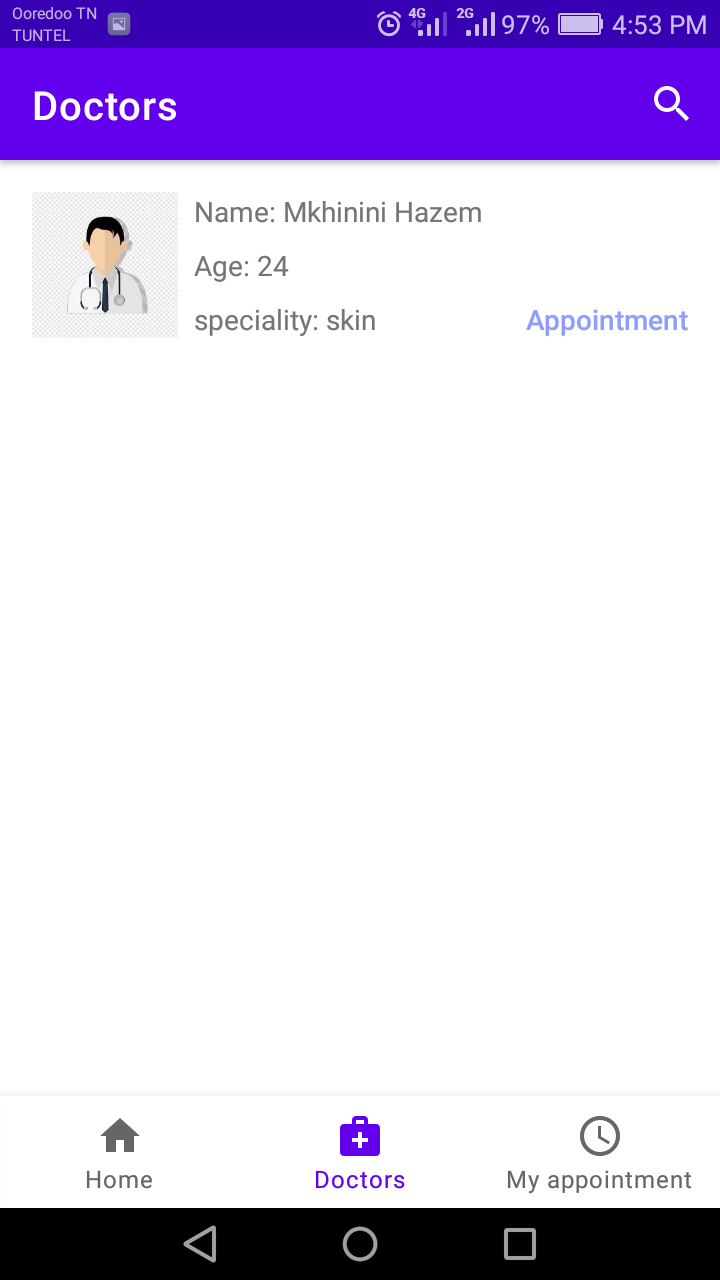 Ooredoo TN
TUNTEL
4G 2G 97% 4:53 PM
Doctors
Name: Mkhinini Hazem
Age: 24
speciality: skin Appointment
Home Doctors My appointment